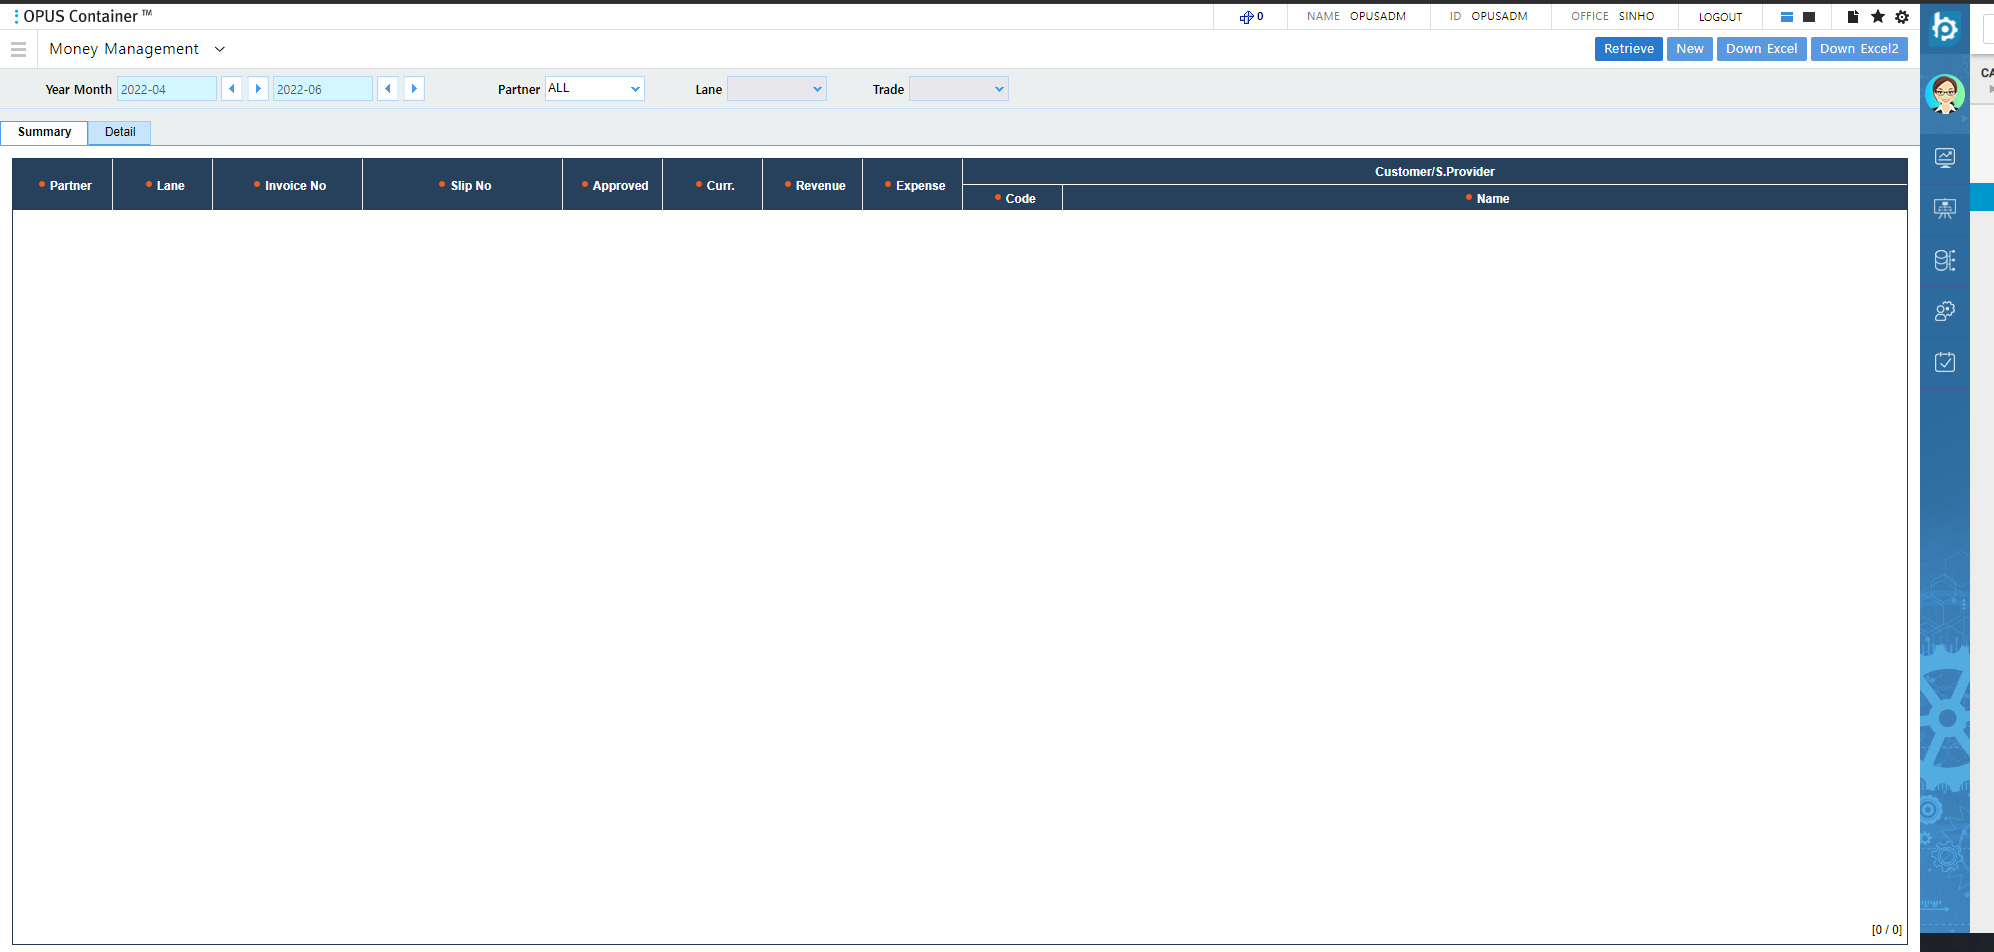 OPUS Container ™
0
NAME OPUSADM
ID OPUSADM
OFFICE SINHO
LOGOUT
Money Management
Retrieve
New
Down Excel
Down Excel2
Year Month 2022-04 2022-06
Partner ALL
Lane
Trade
CA
Summary
Detail
Partner
Lane
Invoice No
Slip No
Approved
Curr.
Revenue
Expense
Customer/S.Provider
Code
Name
[0 / 0]